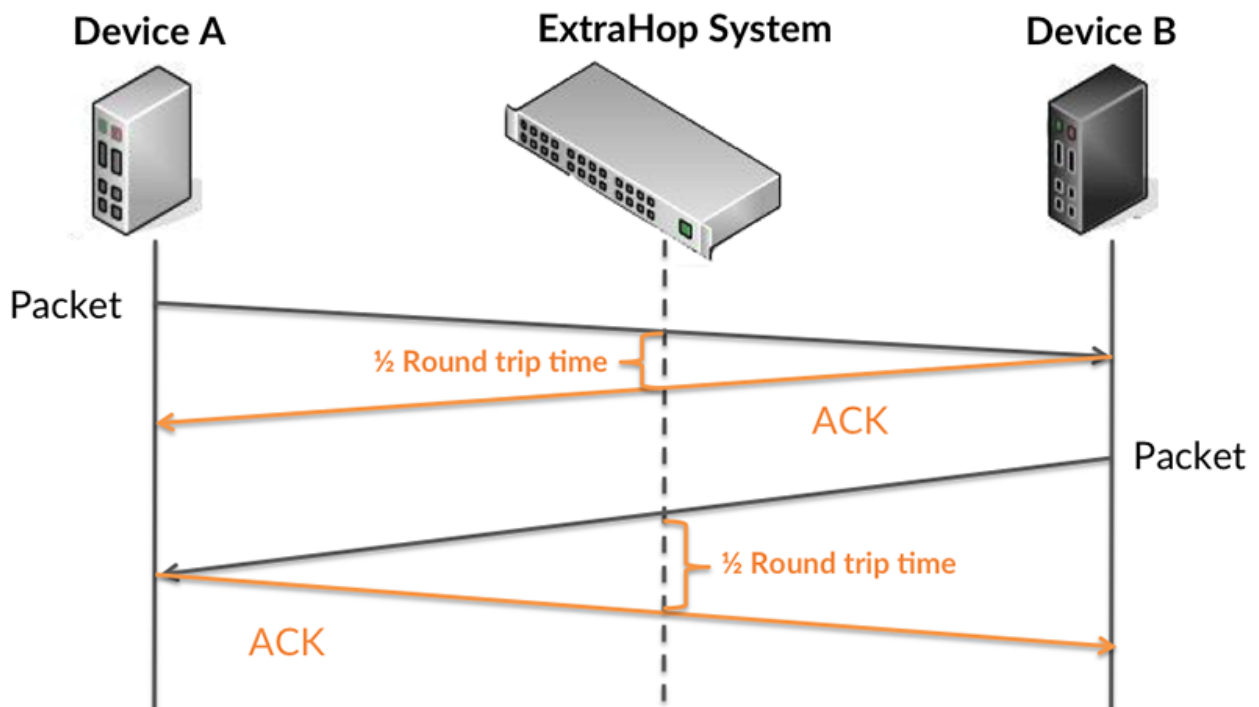 Device A
ExtraHop System
Device B
Packet
½ Round trip time
ACK
Packet
½ Round trip time
ACK